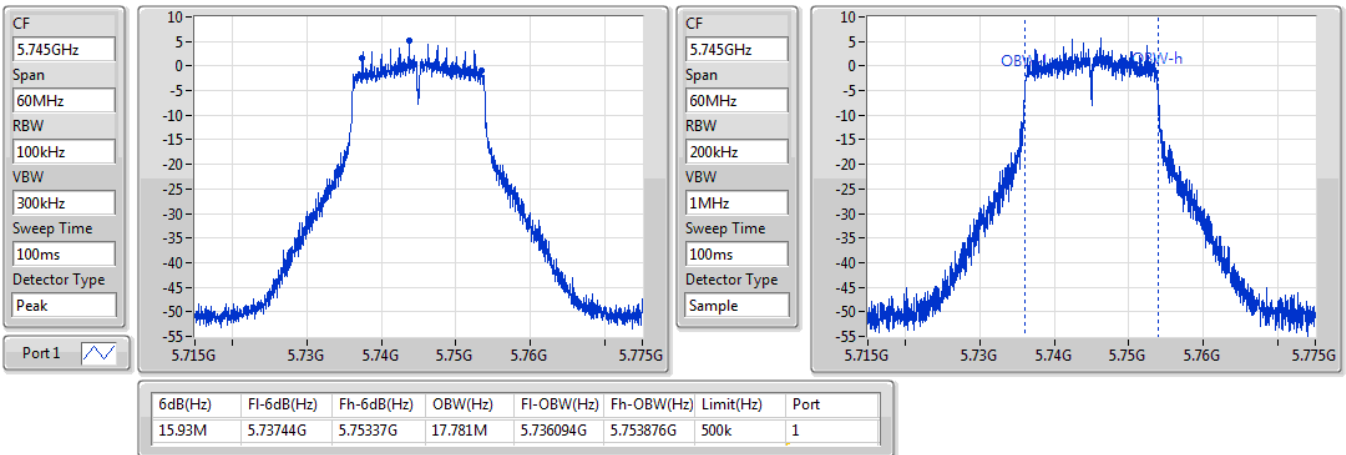 CF
5.745GHz
Span
60MHz
RBW
100kHz
VBW
300kHz
Sweep Time
100ms
Detector Type
Peak
Port 1
10
5
0
-5
-10
-15
-20
-25
-30
-35
-40
-45
-50
-55
5.715G 5.73G 5.74G 5.75G 5.76G 5.775G
CF
5.745GHz
Span
60MHz
RBW
200kHz
VBW
1MHz
Sweep Time
100ms
Detector Type
Sample
10
5
0
-5
-10
-15
-20
-25
-30
-35
-40
-45
-50
-55
OBW-h
5.715G 5.73G 5.74G 5.75G 5.76G 5.775G
6dB(Hz) Fl-6dB(Hz) Fh-6dB(Hz) OBW(Hz) Fl-OBW(Hz) Fh-OBW(Hz) Limit(Hz) Port
15.93M 5.73744G 5.75337G 17.781M 5.736094G 5.753876G 500k 1